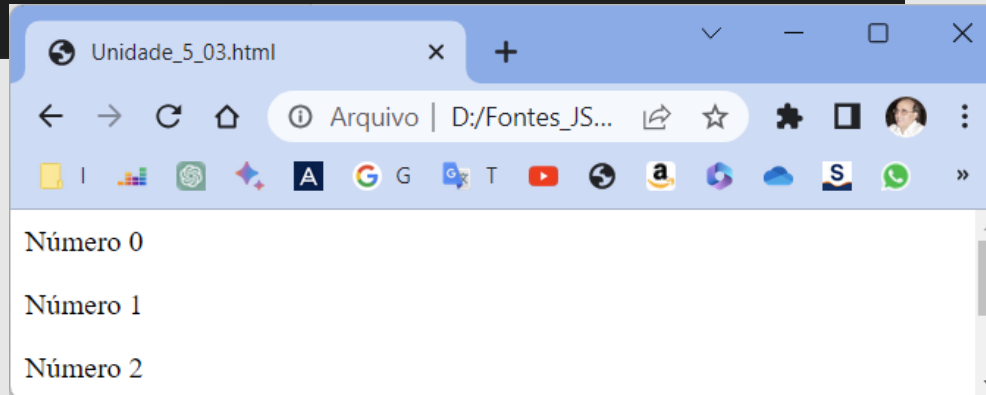 Unidade_5_03.html
Arquivo | D:/Fontes_JS...
I A G G T a S »
Número 0
Número 1
Número 2